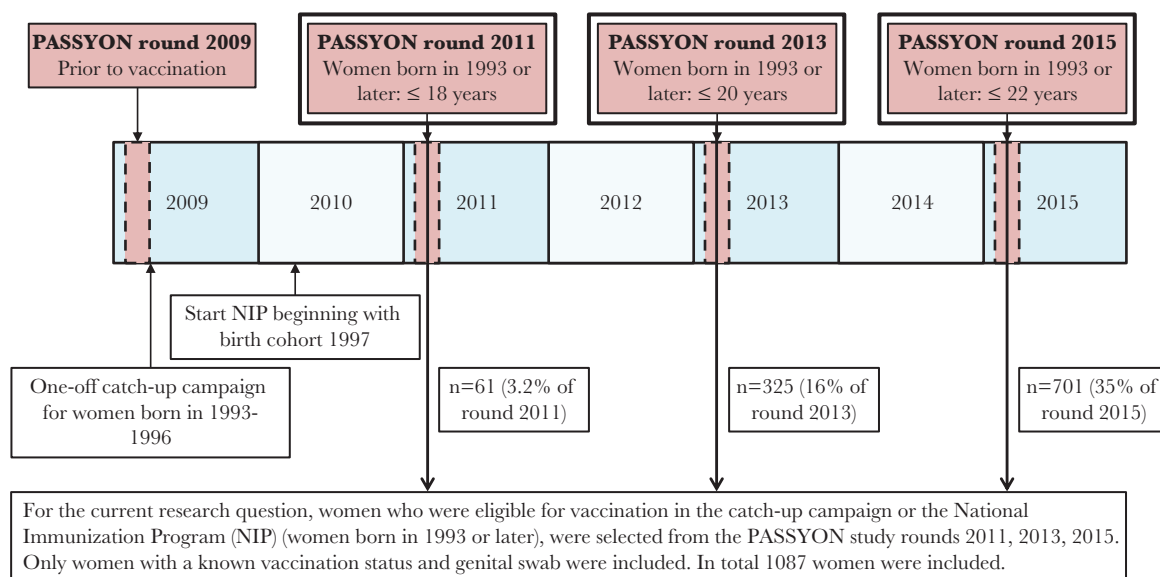 PASSYON round 2009
Prior to vaccination
PASSYON round 2011
Women born in 1993 or
later: ≤ 18 years
PASSYON round 2013
Women born in 1993 or
later: ≤ 20 years
PASSYON round 2015
Women born in 1993 or
later: ≤ 22 years
2009
2010
2011
2012
2013
2014
2015
Start NIP beginning with
birth cohort 1997
One-off catch-up campaign
for women born in 1993-
1996
n=61 (3.2% of
round 2011)
n=325 (16% of
round 2013)
n=701 (35% of
round 2015)
For the current research question, women who were eligible for vaccination in the catch-up campaign or the National
Immunization Program (NIP) (women born in 1993 or later), were selected from the PASSYON study rounds 2011, 2013, 2015.
Only women with a known vaccination status and genital swab were included. In total 1087 women were included.